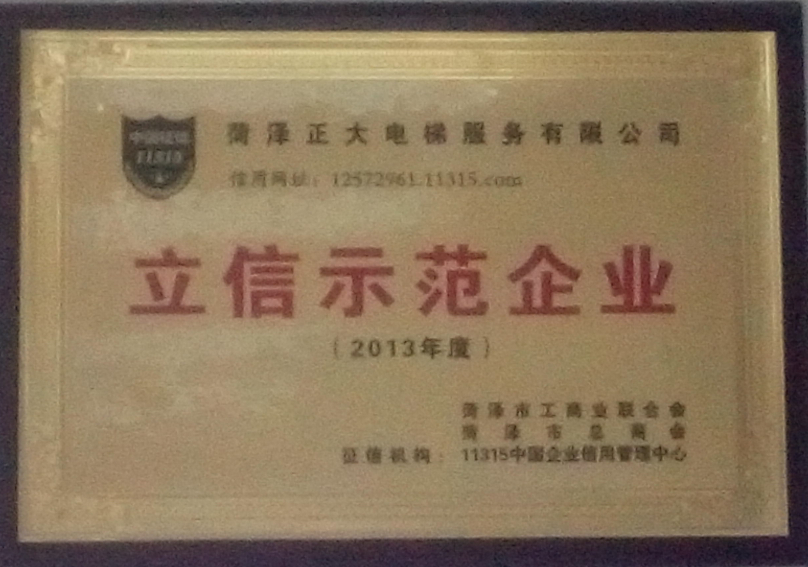 菏泽正大电梯服务有限公司
11315
信用网址：12572961.11315.com
立信示范企业
（2013年度）
菏泽市工商业联合会
菏泽市总商会
征信机构：11315中国企业信用管理中心